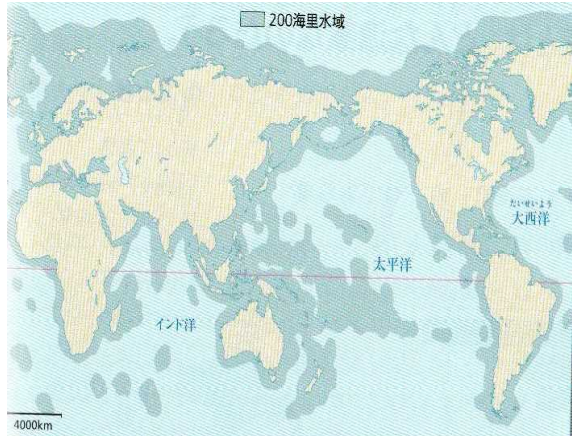 200海里水域
たいせいよう
大西洋
太平洋
インド洋
4000km